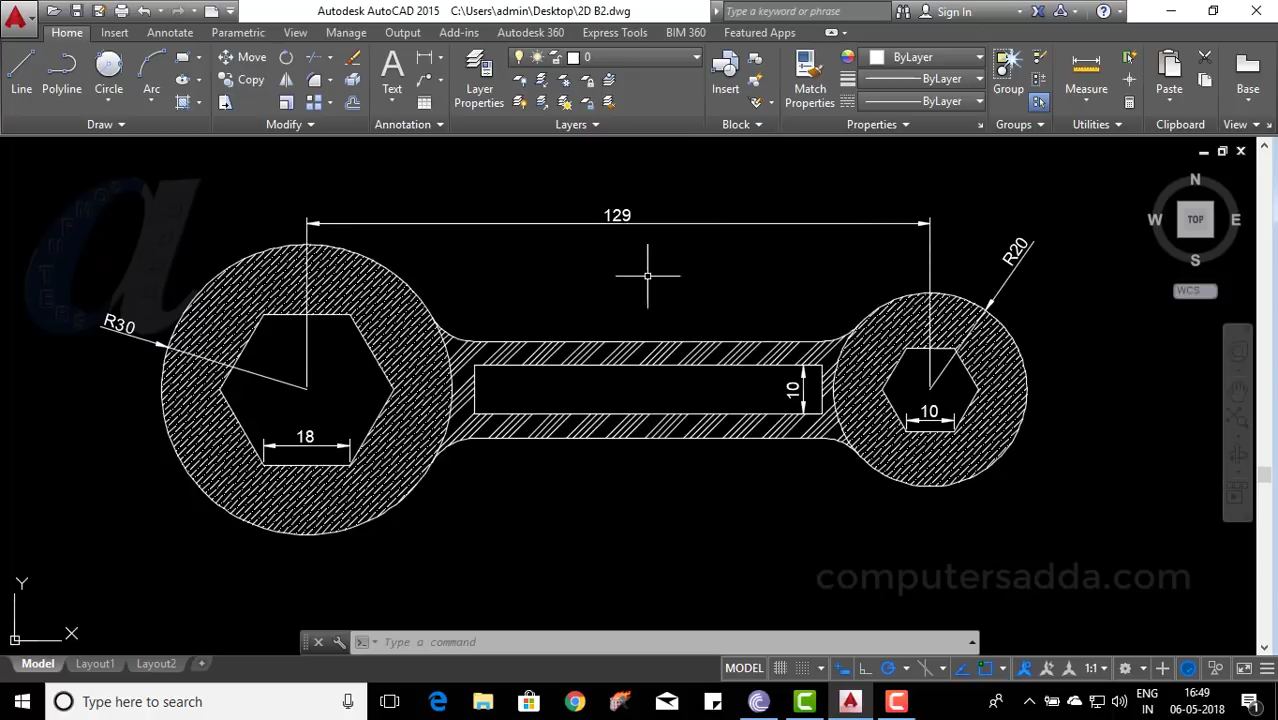 Autodesk AutoCAD 2015 C:\Users\admin\Desktop\2D B2.dwg
Type a keyword or phrase
Sign In
Home Insert Annotate Parametric View Manage Output Add-ins Autodesk 360 Express Tools BIM 360 Featured Apps
Line Polyline Circle Arc
Move
Copy
Text
Layer
Properties
0
Insert
Match
Properties
ByLayer
ByLayer
ByLayer
Group
Measure
Paste
Base
Draw Modify Annotation Layers Block Properties Groups Utilities Clipboard View
129
R20
R30
18
10
10
N
W TOP E
S
WCS
computersadda.com
Y
X
Type a command
Model Layout1 Layout2
MODEL
1:1
Type here to search
ENG
IN
16:49
06-05-2018
1